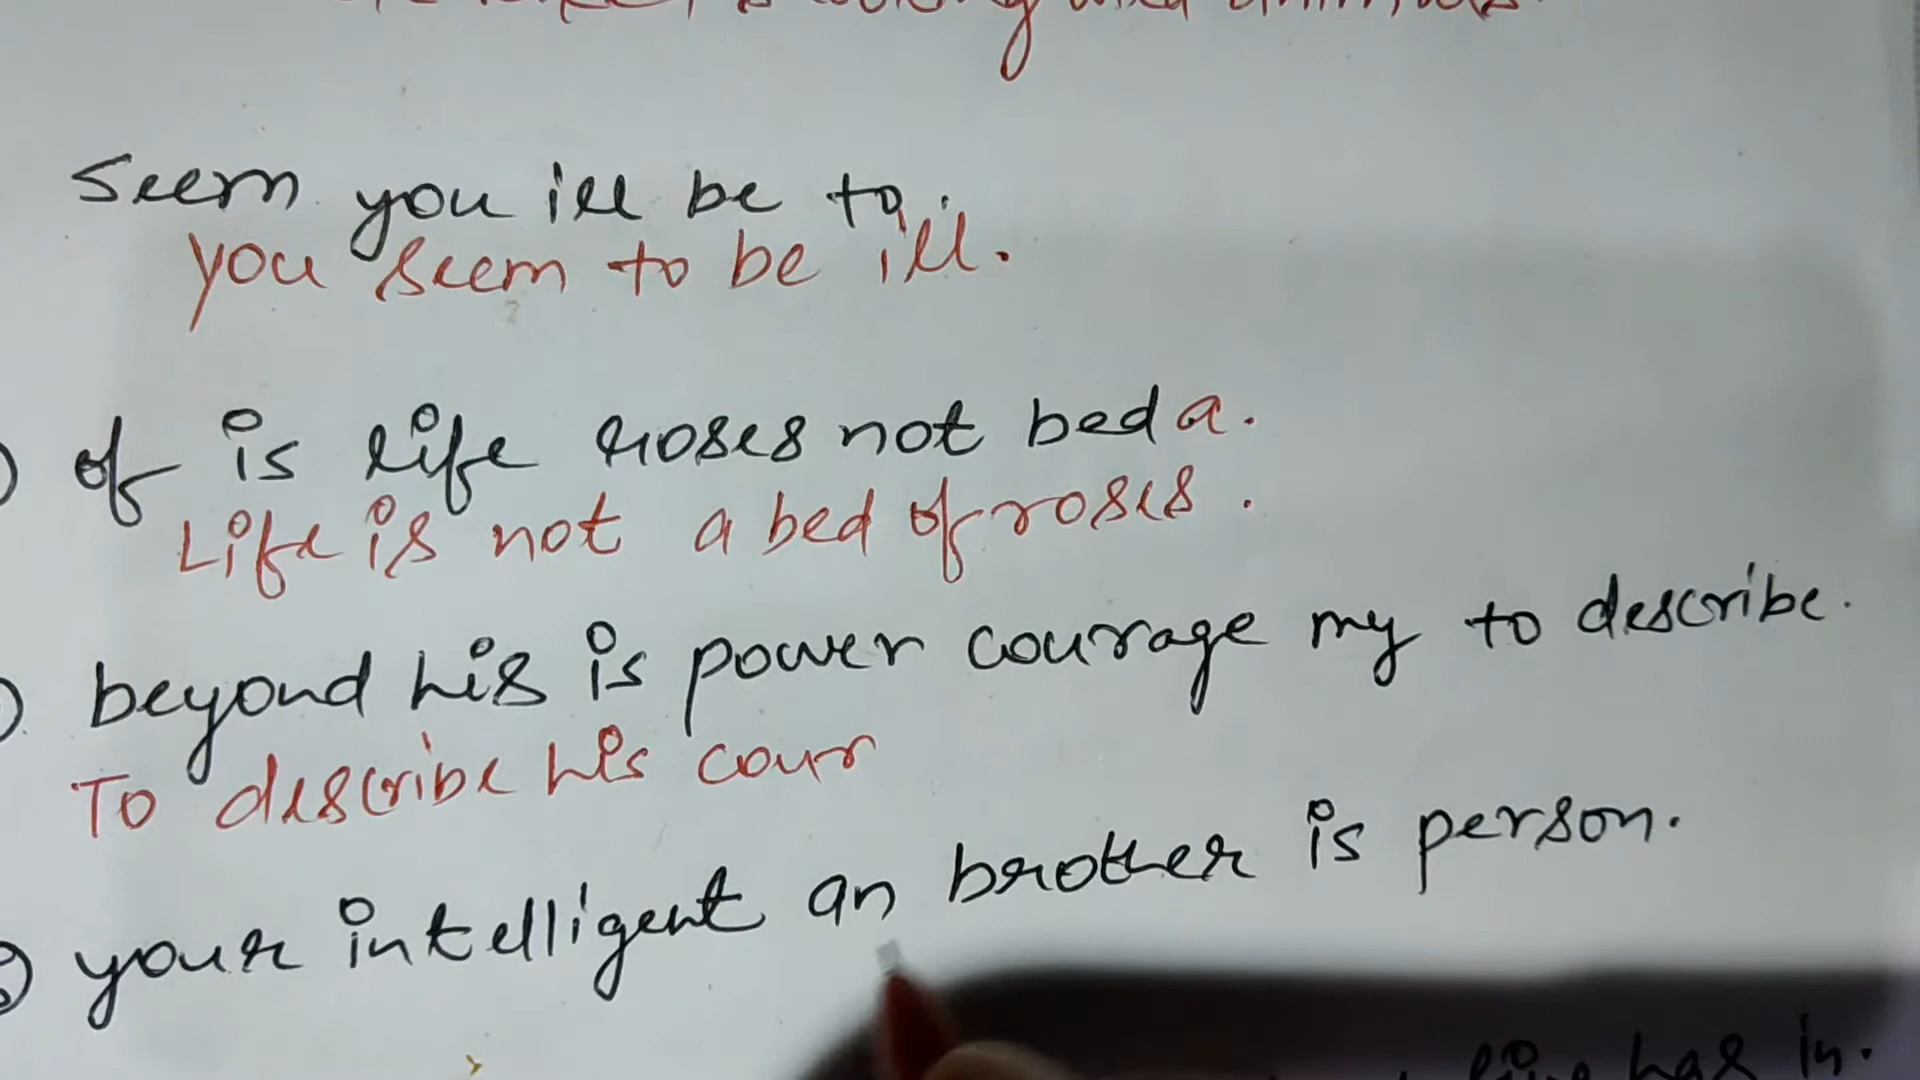 Seem you ill be to.
you seem to be ill.
of is life roses not bed a.
Life is not a bed of roses.
beyond his is power courage my to describe.
To describe his cour
your intelligent an brother is person.
has in.